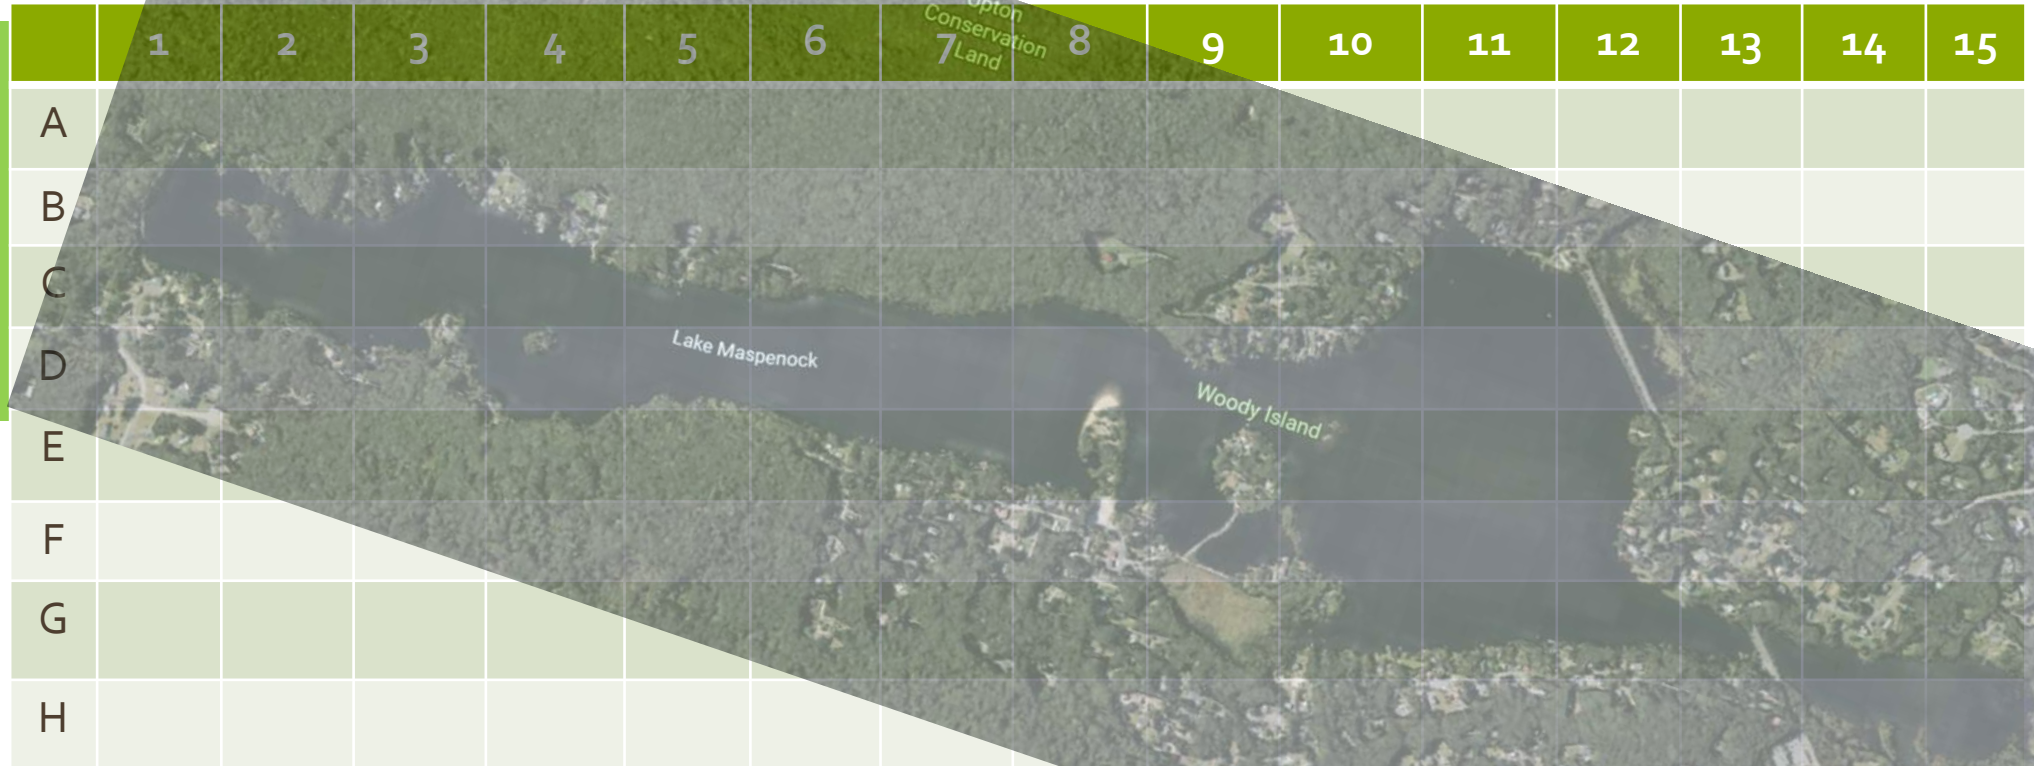 Upton
Conservation
Land
1 2 3 4 5 6 7 8 9 10 11 12 13 14 15
A
B
C
D
Lake Maspenock
Woody Island
E
F
G
H